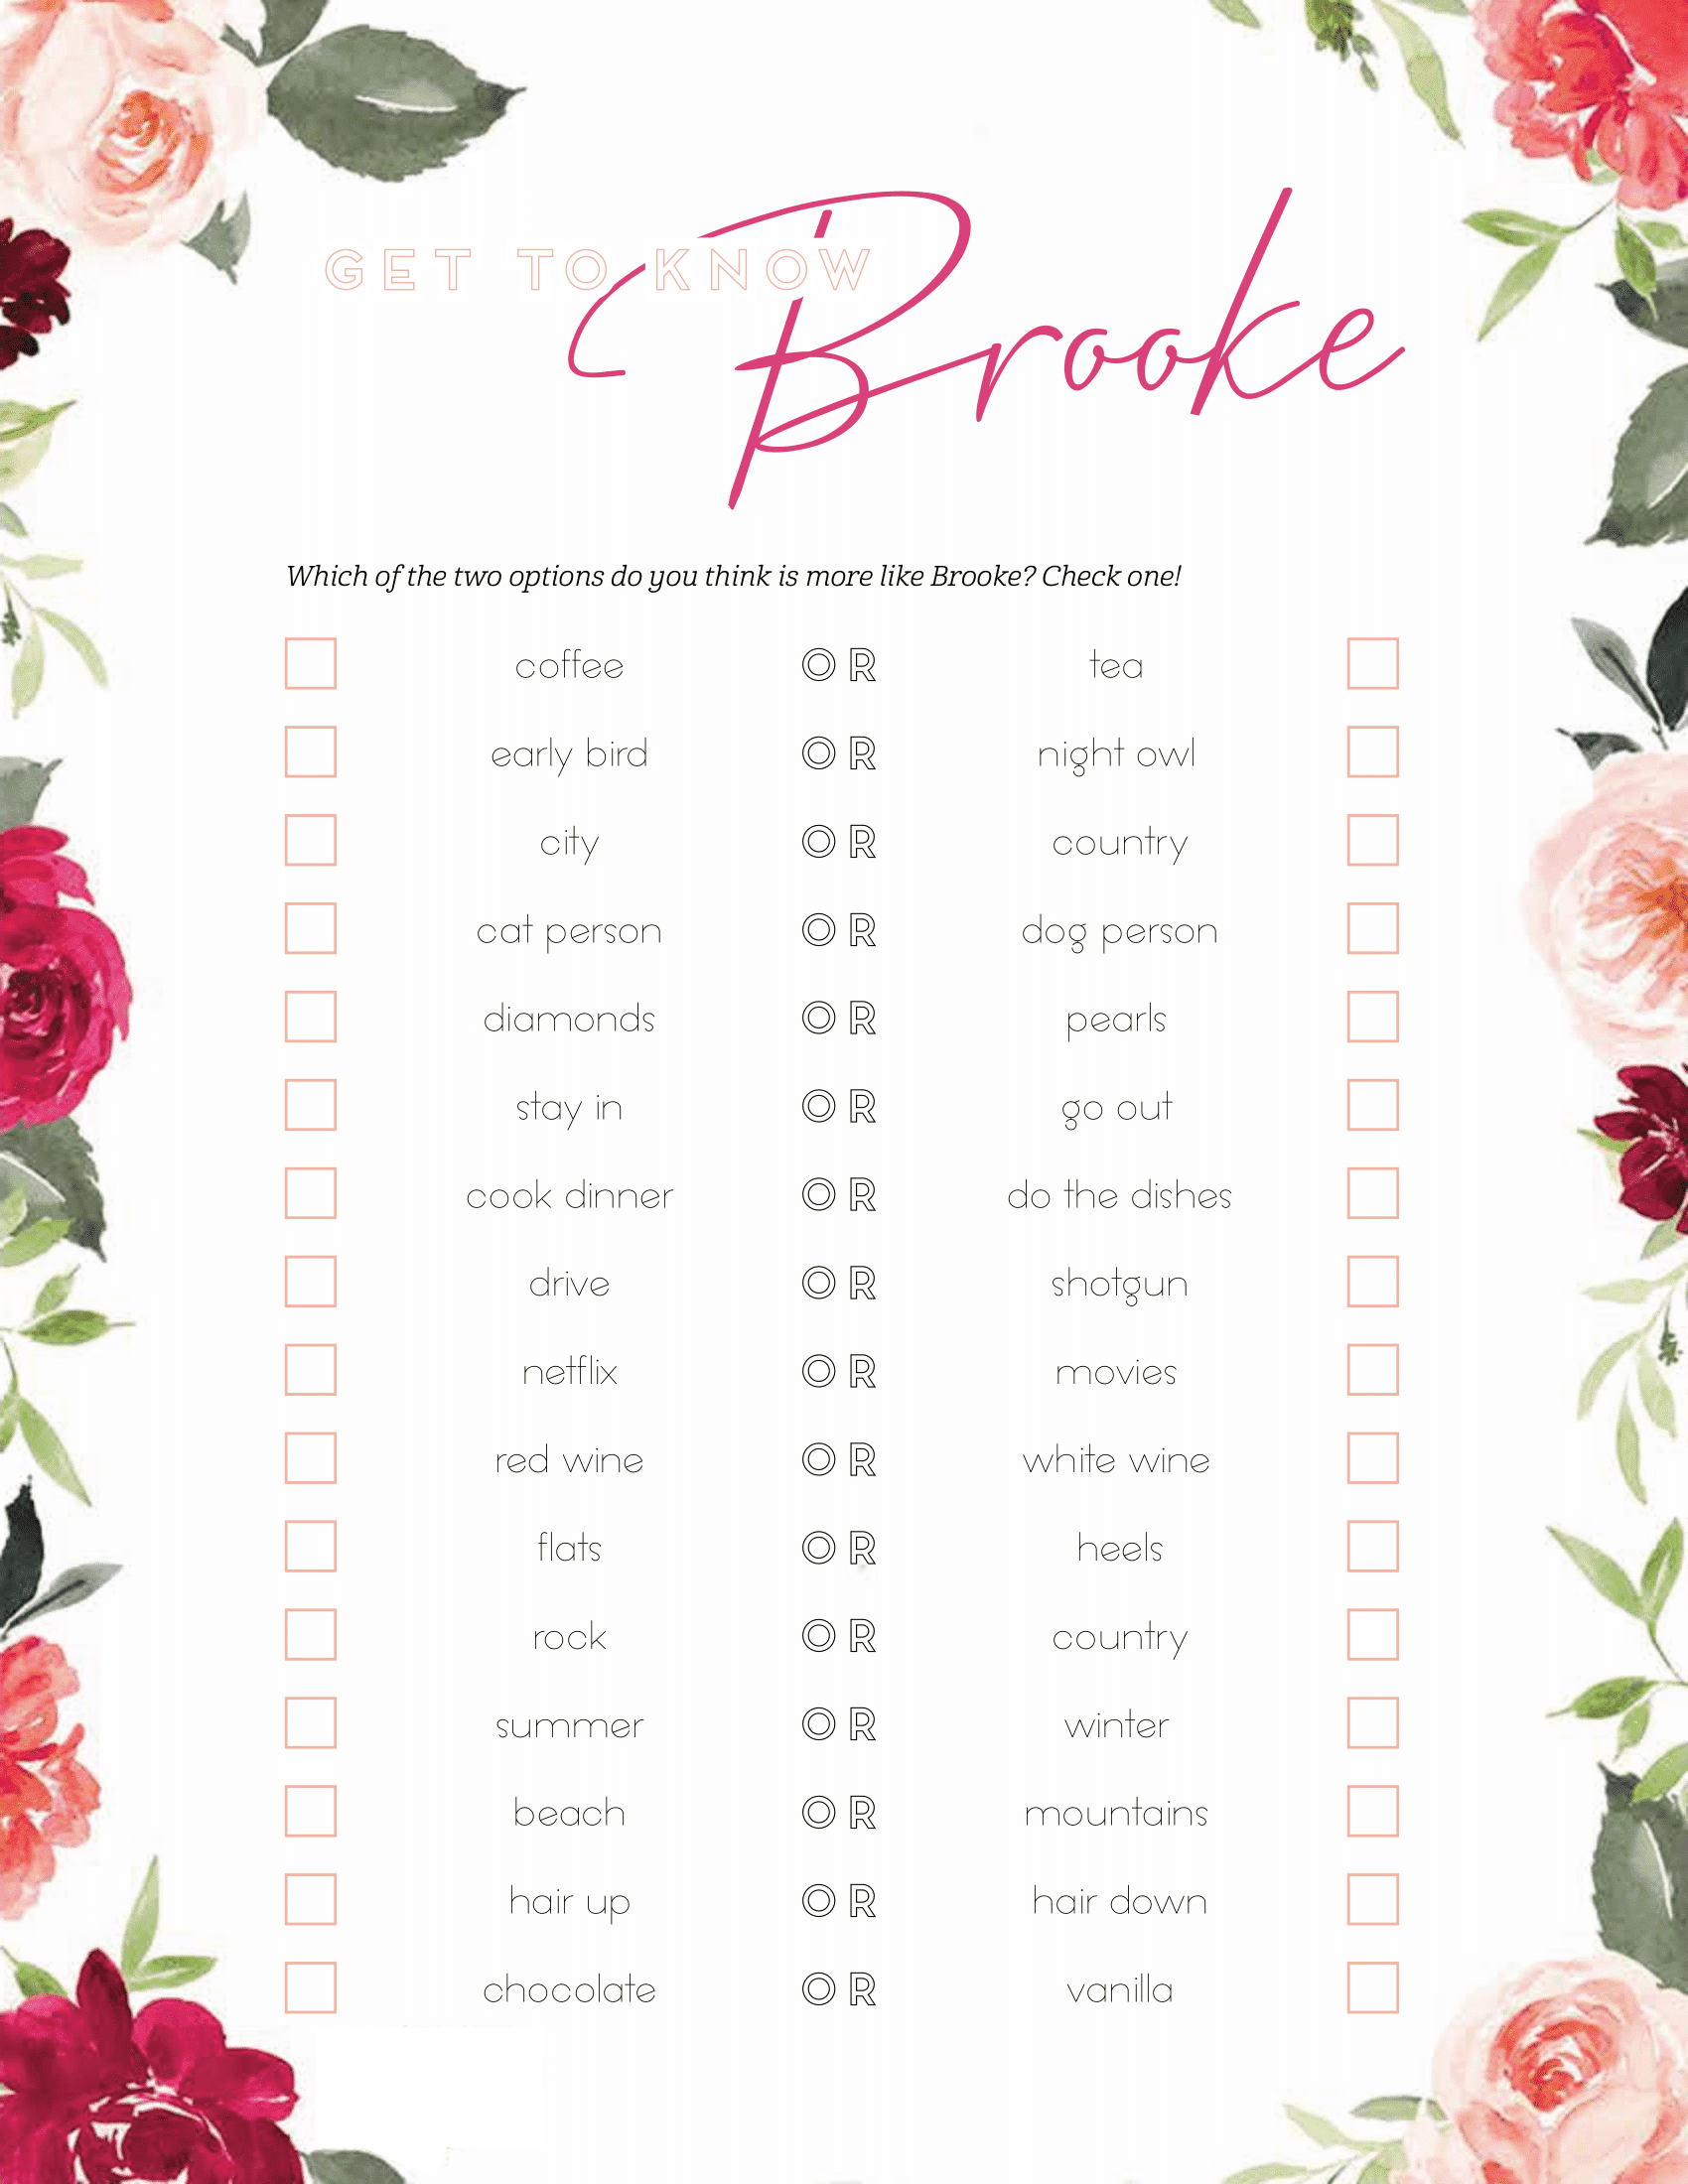 GET TO KNOW
Brooke
Which of the two options do you think is more like Brooke? Check one!
coffee OR tea
early bird OR night owl
city OR country
cat person OR dog person
diamonds OR pearls
stay in OR go out
cook dinner OR do the dishes
drive OR shotgun
netflix OR movies
red wine OR white wine
flats OR heels
rock OR country
summer OR winter
beach OR mountains
hair up OR hair down
chocolate OR vanilla